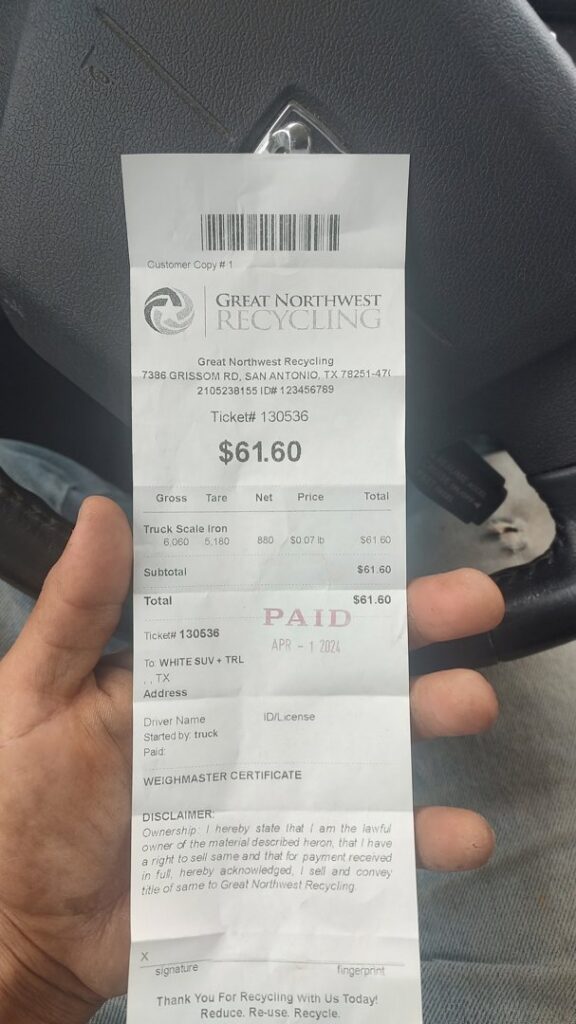 Customer Copy # 1
GREAT NORTHWEST
RECYCLING
Great Northwest Recycling
7386 GRISSOM RD, SAN ANTONIO, TX 78251-47(
2105238155 ID# 123456789
Ticket# 130536
$61.60
Gross Tare Net Price Total
Truck Scale Iron
6,060 5,180 880 $0.07 lb $61.60
Subtotal $61.60
Total $61.60
PAID
APR - 1 2024
Ticket# 130536
To: WHITE SUV + TRL
, , TX
Address
Driver Name ID/License
Started by: truck
Paid:
WEIGHMASTER CERTIFICATE
DISCLAIMER:
Ownership: I hereby state that I am the lawful
owner of the material described heron, that I have
a right to sell same and that for payment received
in full, hereby acknowledged, I sell and convey
title of same to Great Northwest Recycling.
X
signature fingerprint
Thank You For Recycling With Us Today!
Reduce. Re-use. Recycle.